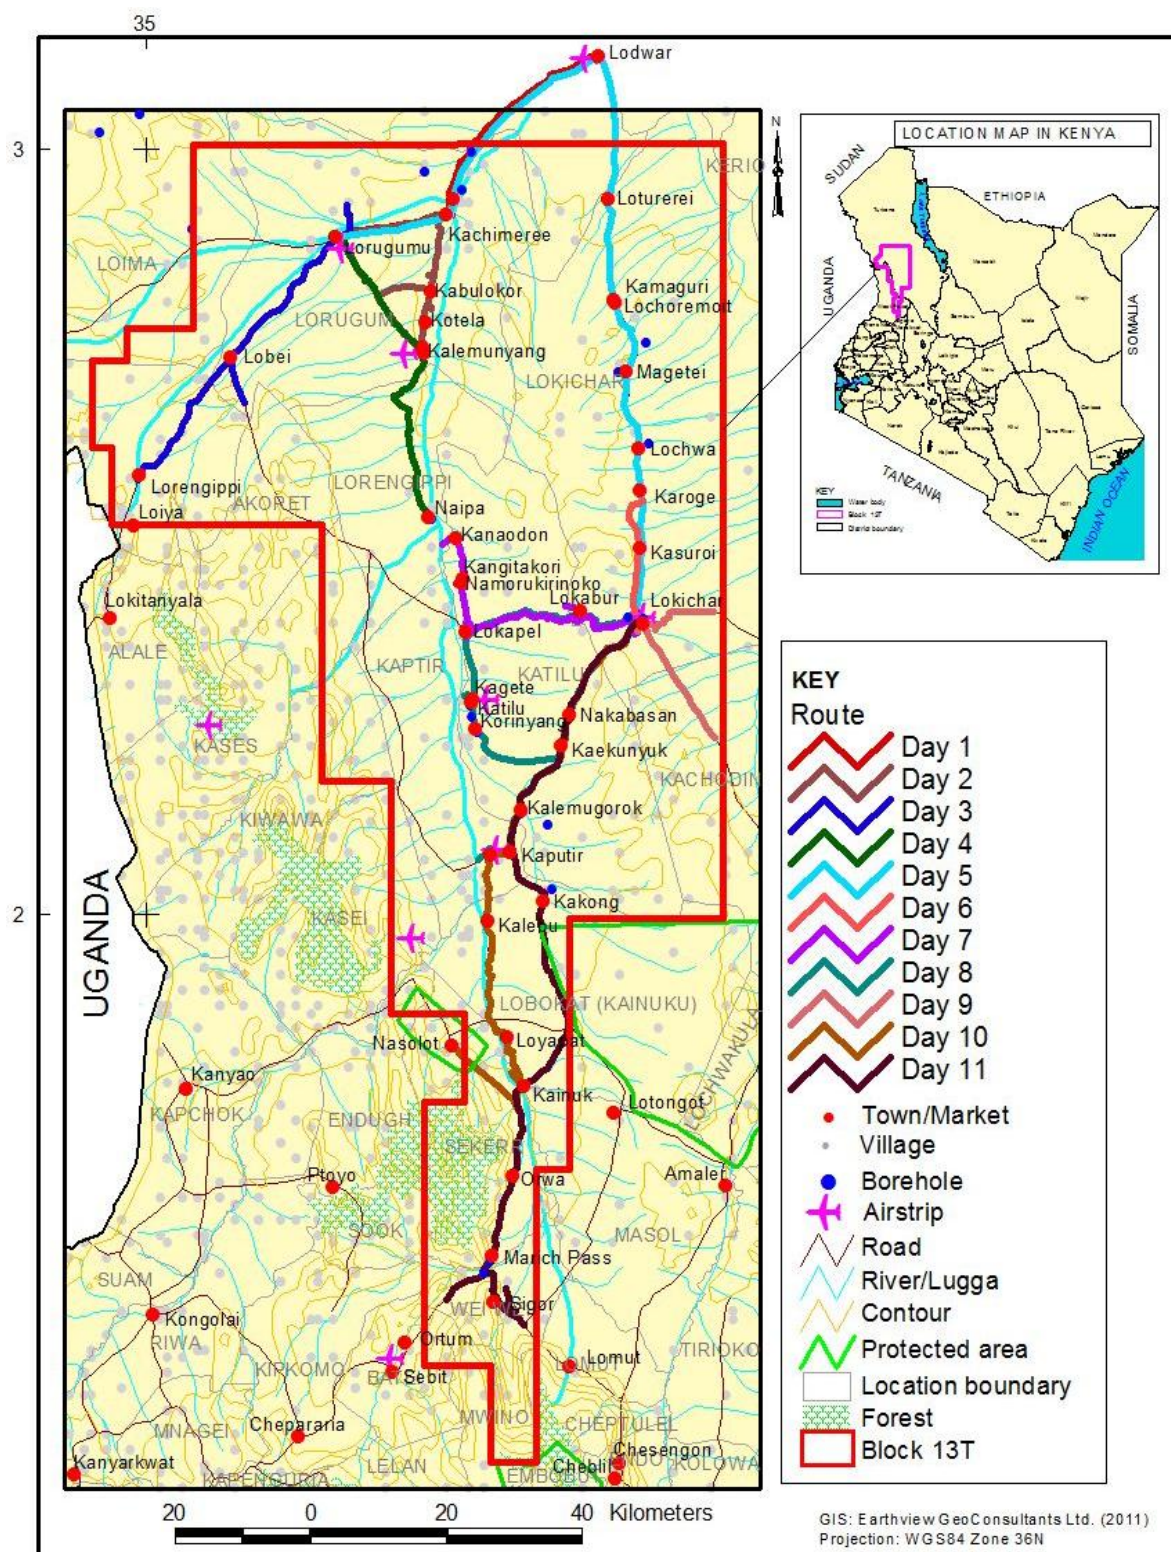 35
Lodwar
N
LOCATION MAP IN KENYA
3
KERIO
SUDAN
ETHIOPIA
Loturerei
Kachimeree
Lorugumu
LOIMA
Kabulokor
Kamaguri
Lochoremoit
LORUGUM
Kotela
UGANDA
SOMALIA
Kalemunyang
Lobei
LOKICHAR
Magetei
Lochwa
Lorengippi
LORENGIPPI
AKORET
Karoge
TANZANIA
KEY
Water body
Block 13T
District boundary
INDIAN OCEAN
Loiya
Naipa
Kanaodon
Kasuroi
Kangitakori
Namorukirinoko
Lokitanyala
Lokabur
Lokichar
Lokapel
ALALE
KAPTIR
KATILU
Kagete
Katilu
Korinyang
Nakabasan
KASES
Kaekunyuk
KACHODIN
Kalemugorok
KIWAWA
Kaputir
2
Kakong
KASEI
Kalepu
UGANDA
LOBOKAT (KAINUKU)
Nasolot
Loyapat
LOCHWAKULA
Kanyao
Kainuk
KAPCHOK
ENDUGH
Lotongot
SEKER
Ptoyo
Orwa
Amaler
SOOK
MASOL
Marich Pass
SUAM
WEI WEI
Sigor
Kongolai
RIWA
Ortum
TIRIOKO
KIPKOMO
Lomut
LOMUT
Sebit
MWINO
CHEPTULEL
MNAGEI
Chepararia
Chesengon
LELAN
KOLOWA
Kanyarkwat
KAPENGURIA
EMBOBU
Chebli
ENDO
20 0 20 40 Kilometers
KEY
Route
Day 1
Day 2
Day 3
Day 4
Day 5
Day 6
Day 7
Day 8
Day 9
Day 10
Day 11
Town/Market
Village
Borehole
Airstrip
Road
River/Lugga
Contour
Protected area
Location boundary
Forest
Block 13T
GIS: Earthview GeoConsultants Ltd. (2011)
Projection: WGS84 Zone 36N